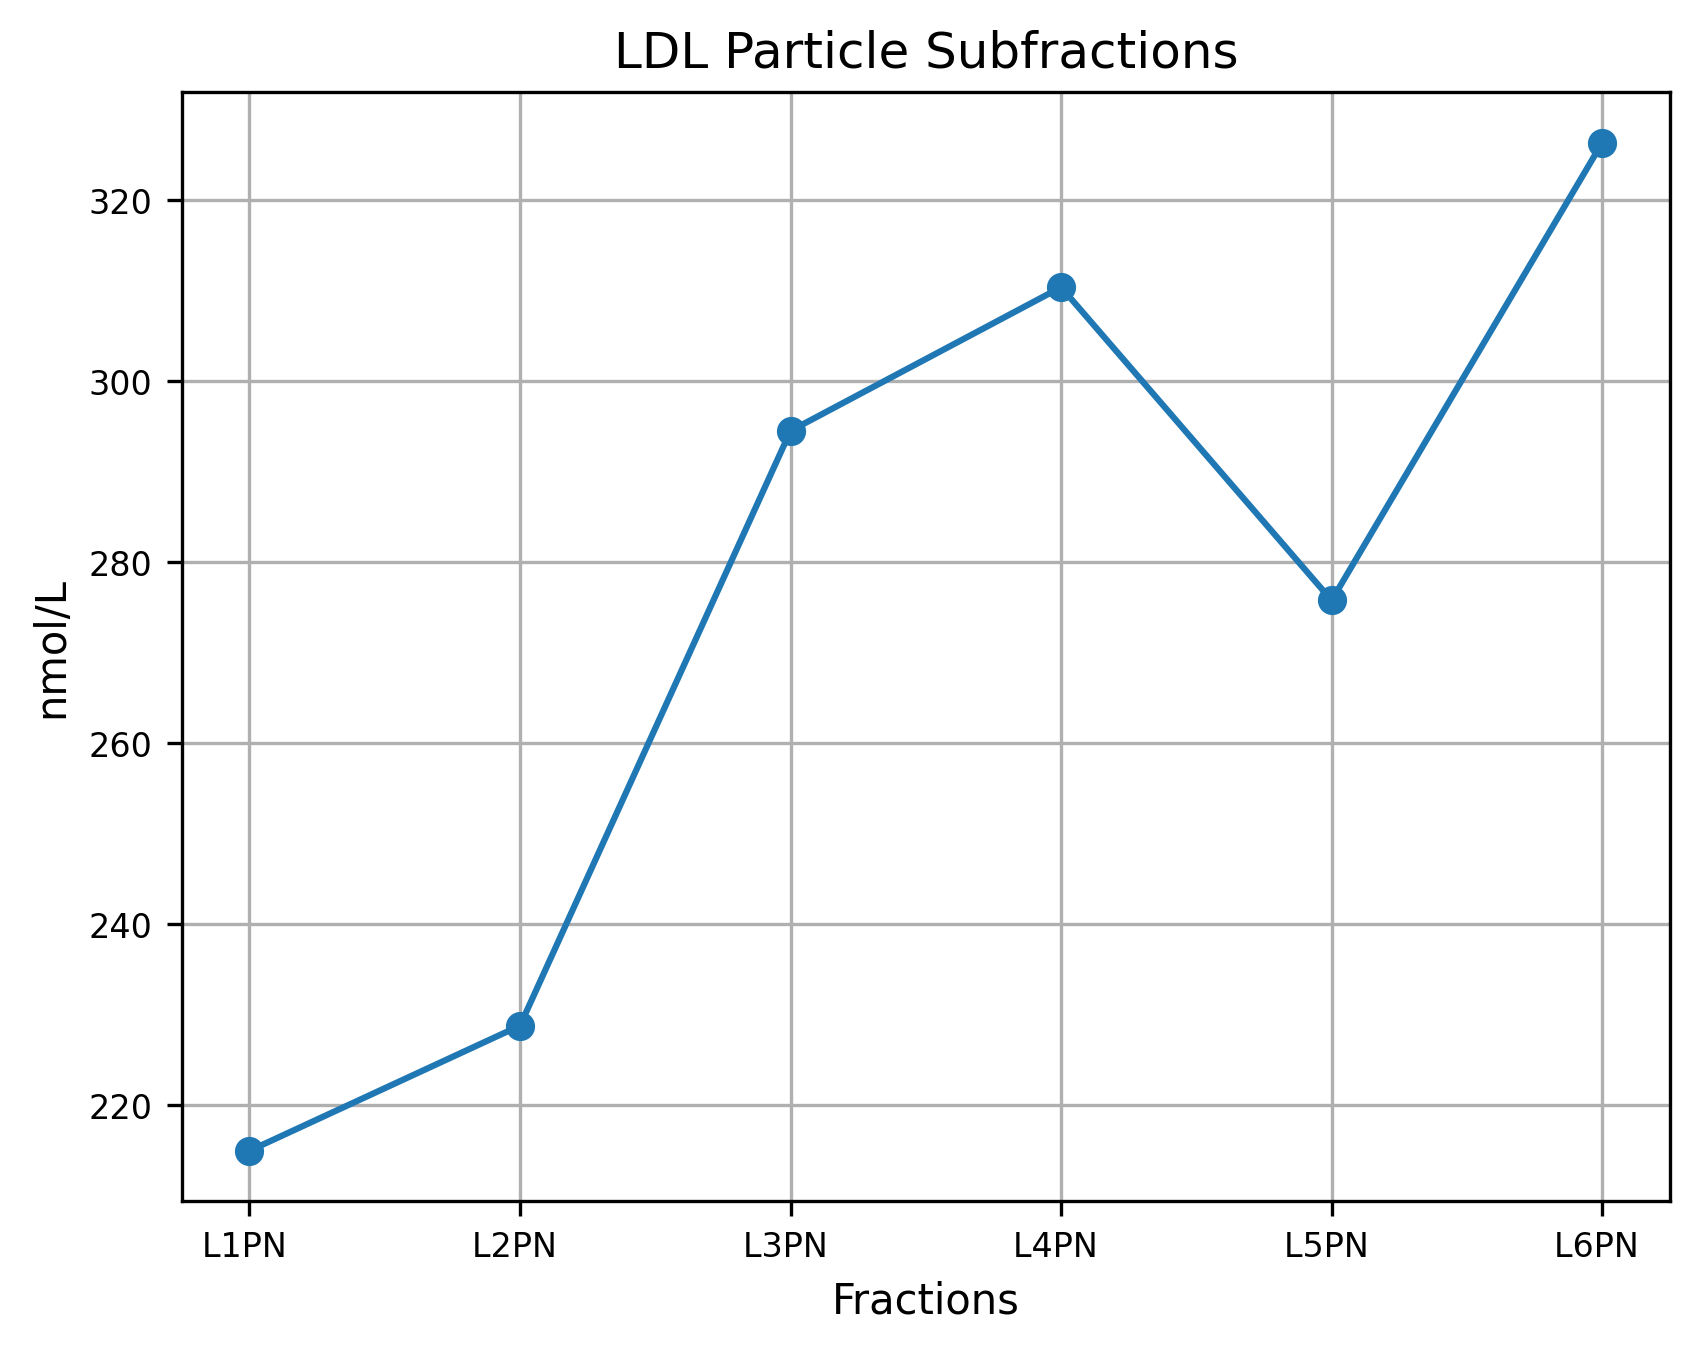 LDL Particle Subfractions
320
300
280
260
240
220
nmol/L
L1PN L2PN L3PN L4PN L5PN L6PN
Fractions